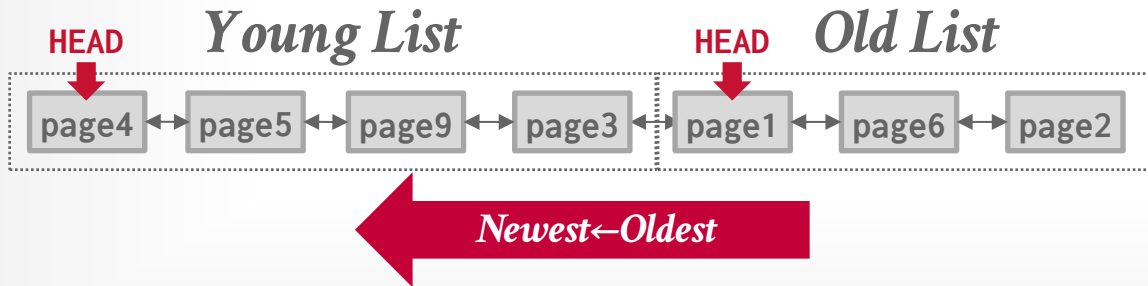 Young List
Old List
HEAD
HEAD
page4
page5
page9
page3
page1
page6
page2
Newest←Oldest